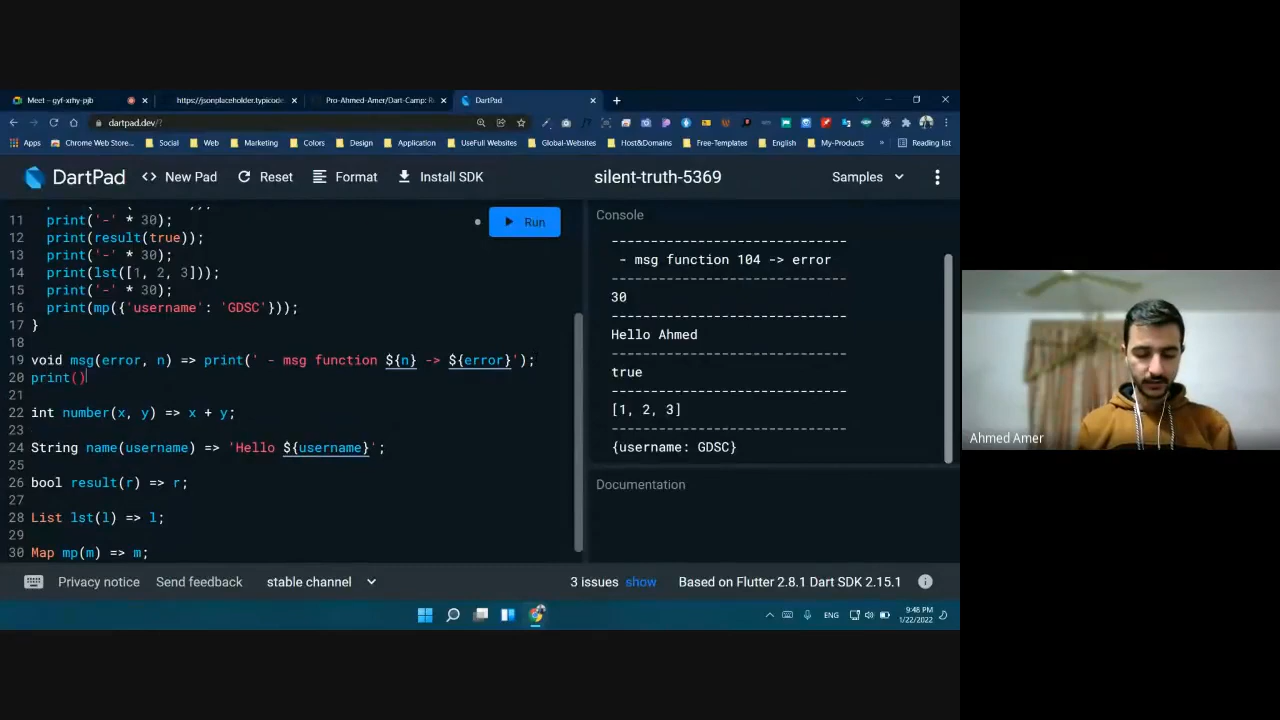 Meet – gyf-xrhy-pjb
https://jsonplaceholder.typicode.
Pro-Ahmed-Amer/Dart-Camp: R
DartPad
dartpad.dev/?
Apps
Chrome Web Store...
Social
Web
Marketing
Colors
Design
Application
UseFull Websites
Global-Websites
Host&Domains
Free-Templates
English
My-Products
»
Reading list
DartPad
<> New Pad
Reset
Format
Install SDK
silent-truth-5369
Samples
11 print('-' * 30);
12 print(result(true));
13 print('-' * 30);
14 print(lst([1, 2, 3]));
15 print('-' * 30);
16 print(mp({'username': 'GDSC'}));
17 }
18
19 void msg(error, n) => print(' - msg function ${n} -> ${error}');
20 print()
21
22 int number(x, y) => x + y;
23
24 String name(username) => 'Hello ${username}';
25
26 bool result(r) => r;
27
28 List lst(l) => l;
29
30 Map mp(m) => m;
Run
Console
------------------------------
- msg function 104 -> error
------------------------------
30
------------------------------
Hello Ahmed
------------------------------
true
------------------------------
[1, 2, 3]
------------------------------
{username: GDSC}
Documentation
Privacy notice
Send feedback
stable channel
3 issues
show
Based on Flutter 2.8.1 Dart SDK 2.15.1
ENG
9:48 PM
1/22/2022
Ahmed Amer